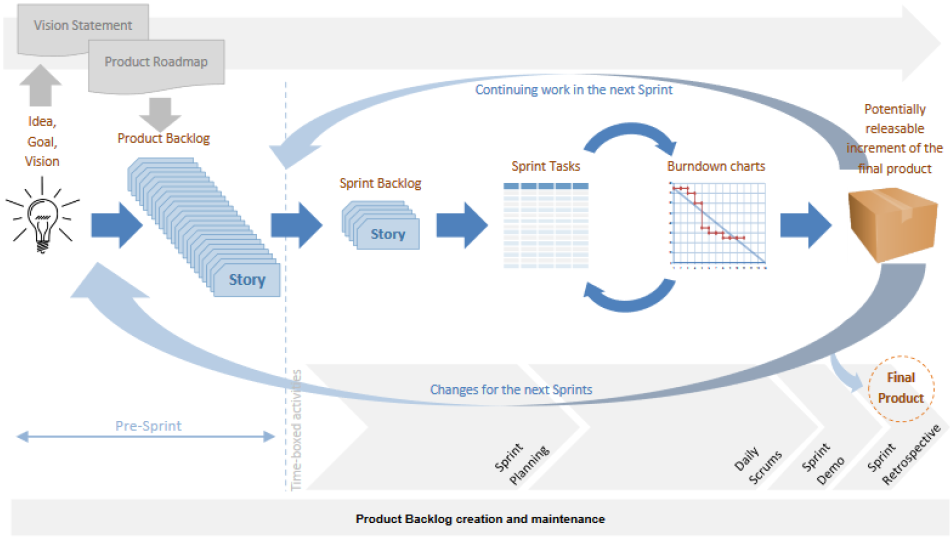 Vision Statement
Product Roadmap
Idea,
Goal,
Vision
Product Backlog
Story
Sprint Backlog
Story
Continuing work in the next Sprint
Sprint Tasks
Burndown charts
Potentially
releasable
increment of the
final product
Changes for the next Sprints
Final
Product
Pre-Sprint
Time-boxed activities
Sprint
Planning
Daily
Scrums
Sprint
Demo
Sprint
Retrospective
Product Backlog creation and maintenance